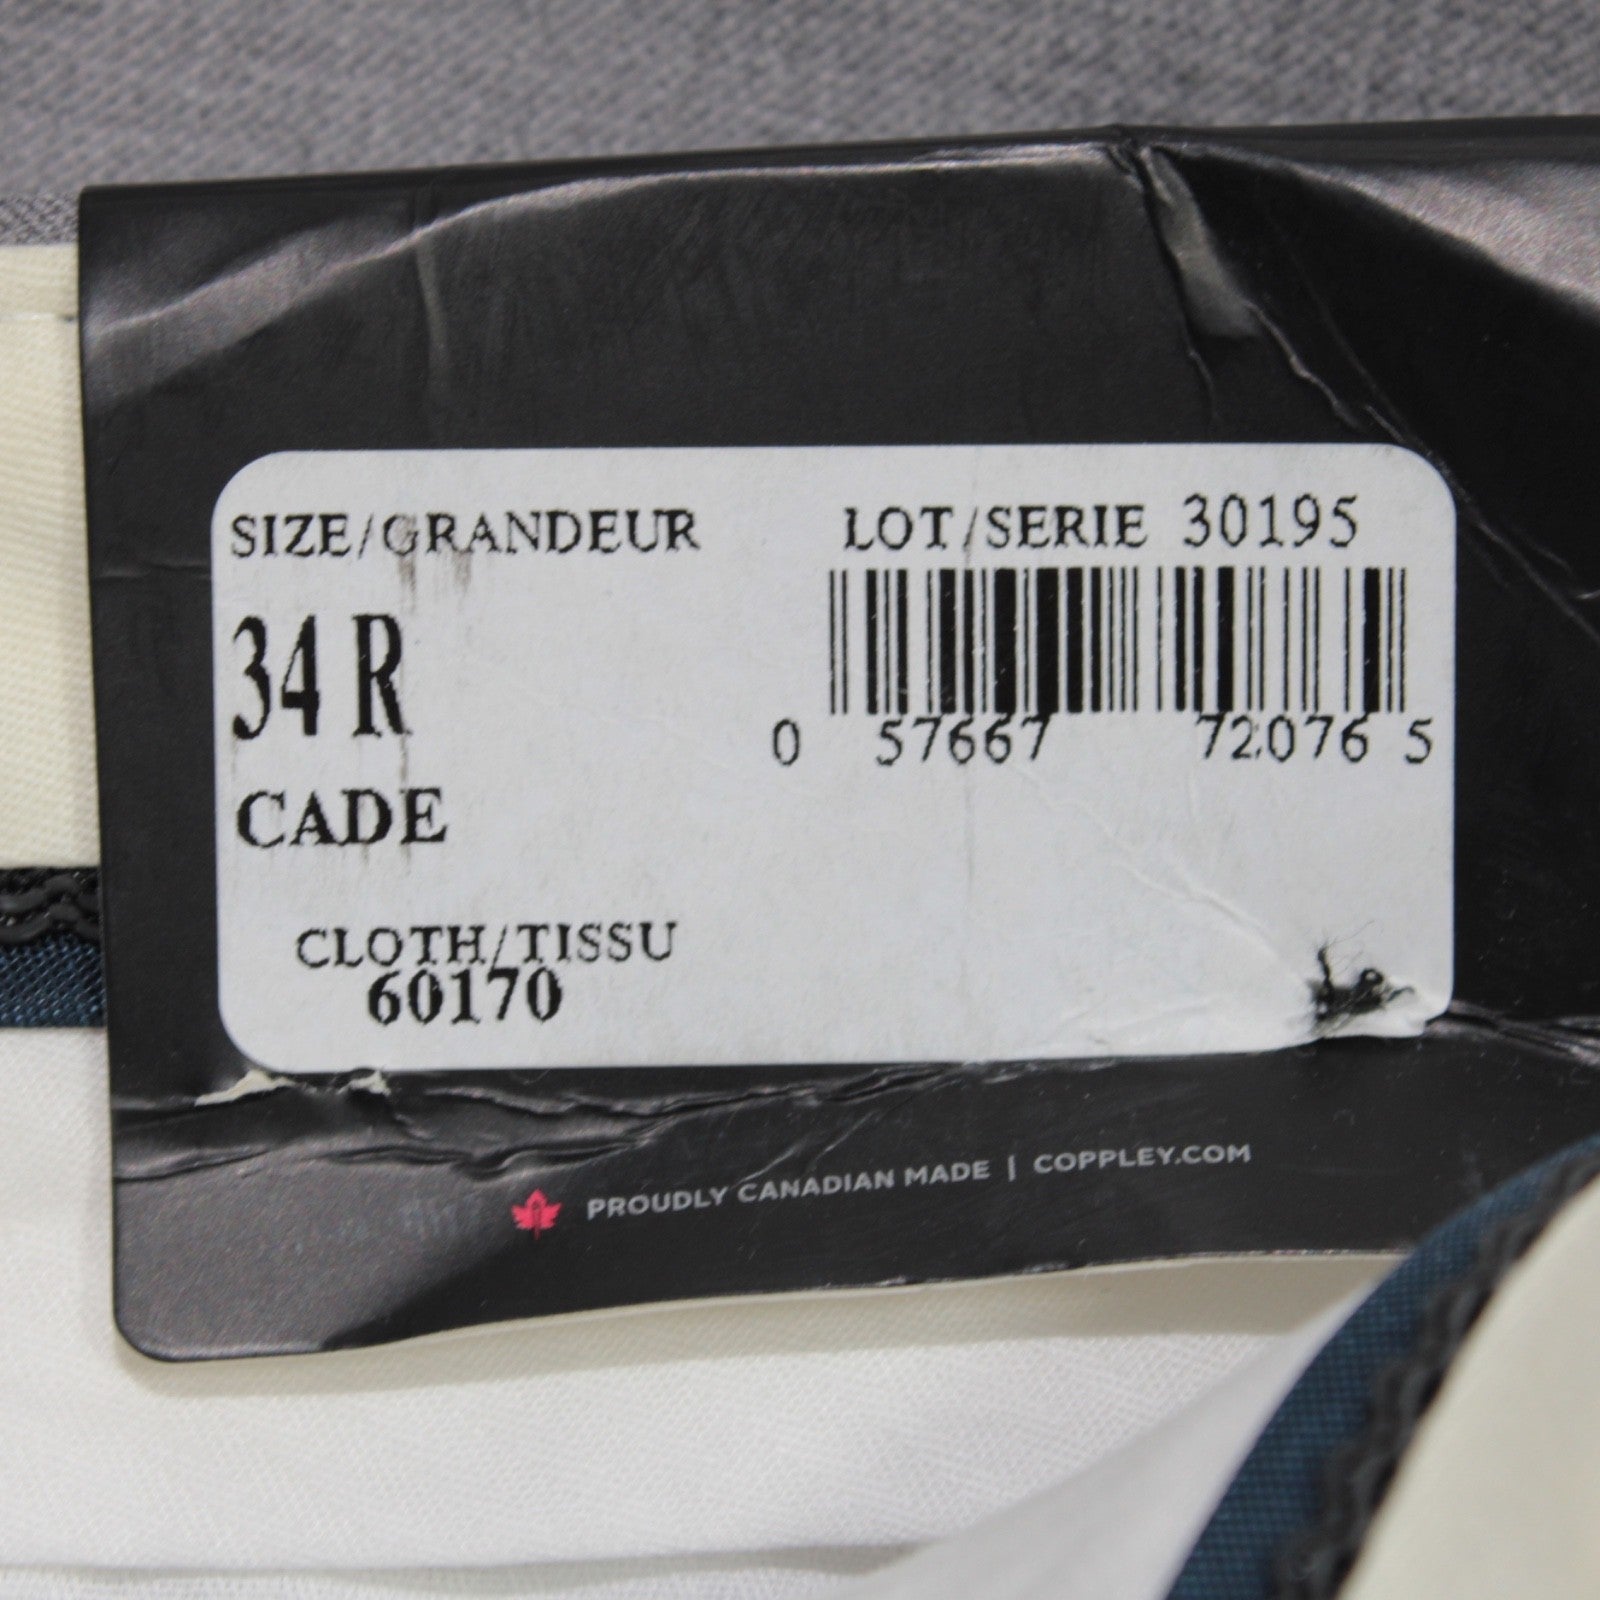 SIZE/GRANDEUR
LOT/SERIE 30195
34 R
0 57667 72076 5
CADE
CLOTH/TISSU
60170
PROUDLY CANADIAN MADE | COPPLEY.COM